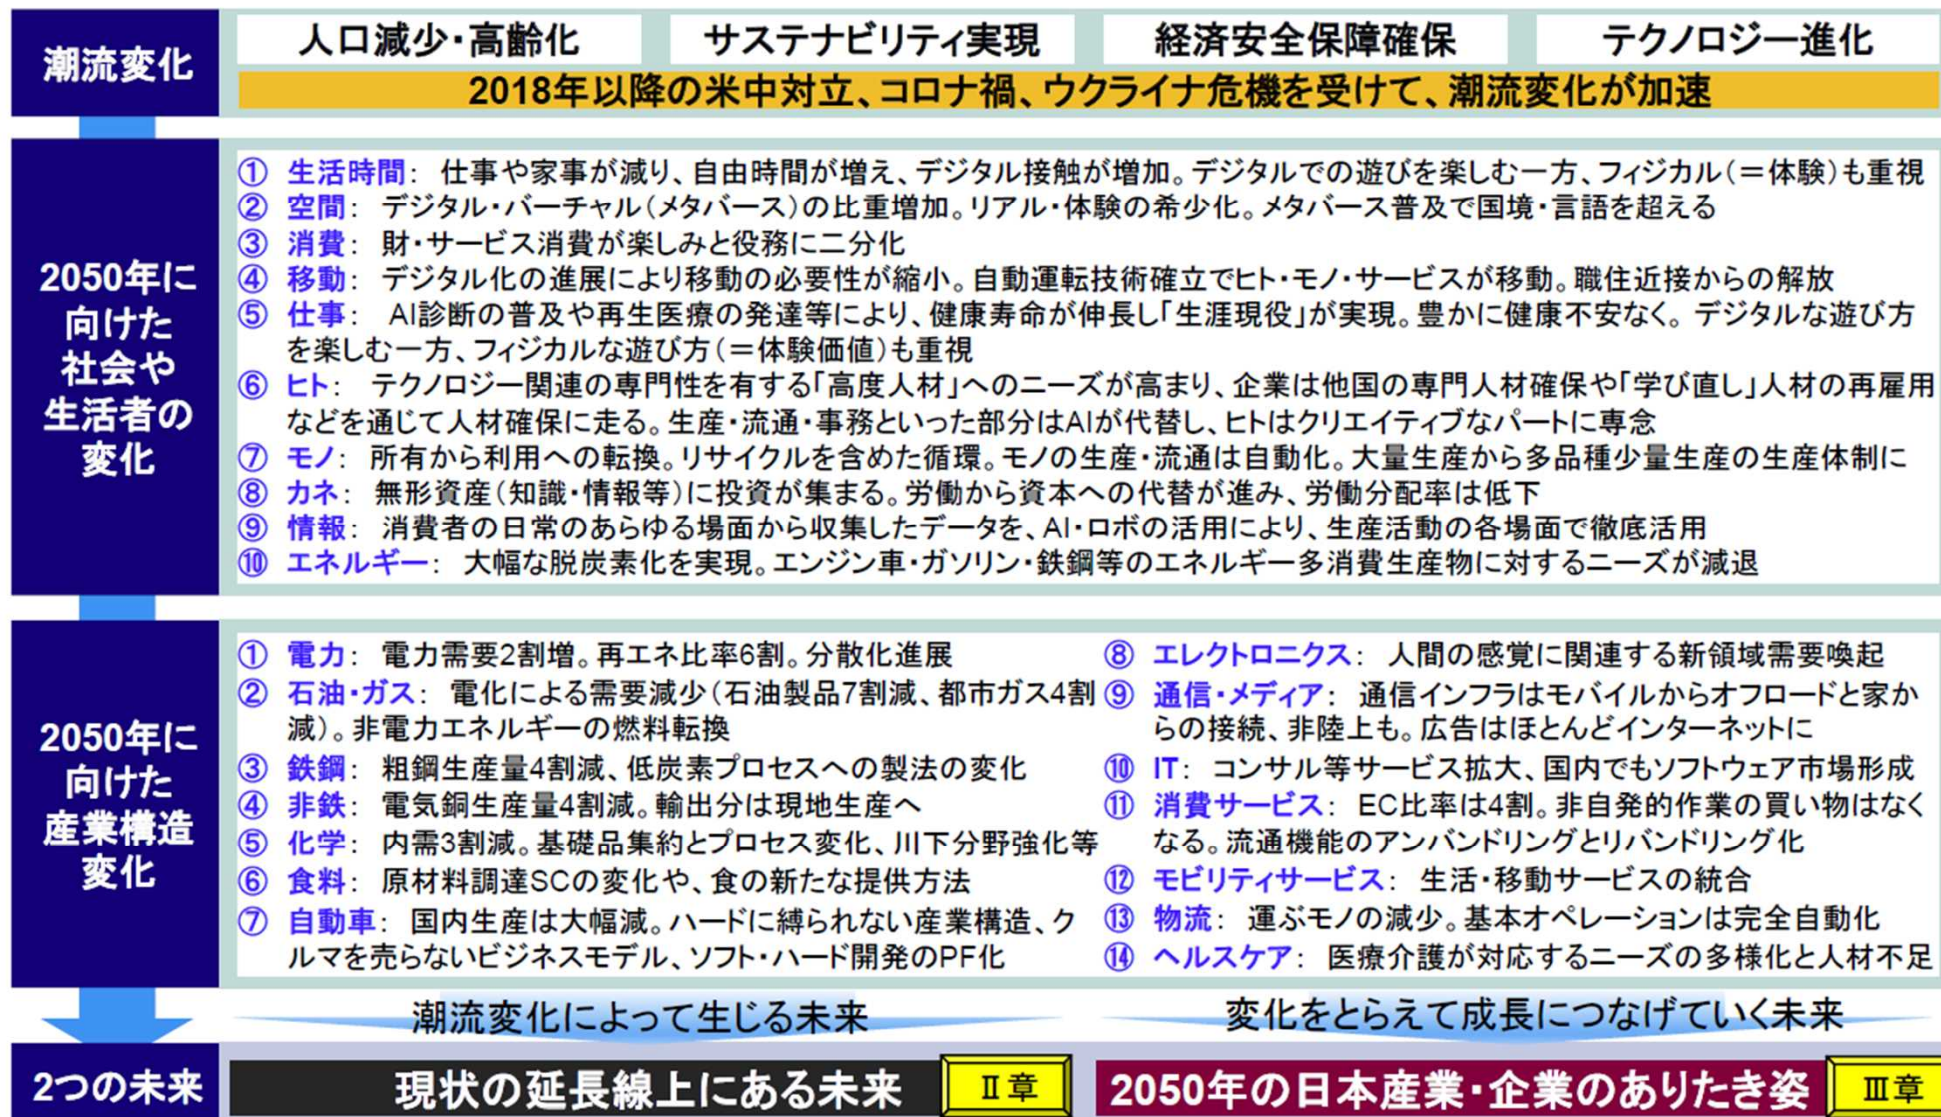 潮流変化
人口減少・高齢化
サステナビリティ実現
経済安全保障確保
テクノロジー進化
2018年以降の米中対立、コロナ禍、ウクライナ危機を受けて、潮流変化が加速
2050年に
向けた
社会や
生活者の
変化
① 生活時間： 仕事や家事が減り、自由時間が増え、デジタル接触が増加。デジタルでの遊びを楽しむ一方、フィジカル（＝体験）も重視
② 空間： デジタル・バーチャル（メタバース）の比重増加。リアル・体験の希少化。メタバース普及で国境・言語を超える
③ 消費： 財・サービス消費が楽しみと役務に二分化
④ 移動： デジタル化の進展により移動の必要性が縮小。自動運転技術確立でヒト・モノ・サービスが移動。職住近接からの解放
⑤ 仕事： AI診断の普及や再生医療の発達等により、健康寿命が伸長し「生涯現役」が実現。豊かに健康不安なく。デジタルな遊び方
を楽しむ一方、フィジカルな遊び方（＝体験価値）も重視
⑥ ヒト： テクノロジー関連の専門性を有する「高度人材」へのニーズが高まり、企業は他国の専門人材確保や「学び直し」人材の再雇用
などを通じて人材確保に走る。生産・流通・事務といった部分はAIが代替し、ヒトはクリエイティブなパートに専念
⑦ モノ： 所有から利用への転換。リサイクルを含めた循環。モノの生産・流通は自動化。大量生産から多品種少量生産の生産体制に
⑧ カネ： 無形資産（知識・情報等）に投資が集まる。労働から資本への代替が進み、労働分配率は低下
⑨ 情報： 消費者の日常のあらゆる場面から収集したデータを、AI・ロボの活用により、生産活動の各場面で徹底活用
⑩ エネルギー： 大幅な脱炭素化を実現。エンジン車・ガソリン・鉄鋼等のエネルギー多消費生産物に対するニーズが減退
2050年に
向けた
産業構造
変化
① 電力： 電力需要2割増。再エネ比率6割。分散化進展
② 石油・ガス： 電化による需要減少（石油製品7割減、都市ガス4割
減）。非電力エネルギーの燃料転換
③ 鉄鋼： 粗鋼生産量4割減、低炭素プロセスへの製法の変化
④ 非鉄： 電気銅生産量4割減。輸出分は現地生産へ
⑤ 化学： 内需3割減。基礎品集約とプロセス変化、川下分野強化等
⑥ 食料： 原材料調達SCの変化や、食の新たな提供方法
⑦ 自動車： 国内生産は大幅減。ハードに縛られない産業構造、ク
ルマを売らないビジネスモデル、ソフト・ハード開発のPF化
⑧ エレクトロニクス： 人間の感覚に関連する新領域需要喚起
⑨ 通信・メディア： 通信インフラはモバイルからオフロードと家か
らの接続、非陸上も。広告はほとんどインターネットに
⑩ IT： コンサル等サービス拡大、国内でもソフトウェア市場形成
⑪ 消費サービス： EC比率は4割。非自発的作業の買い物はなく
なる。流通機能のアンバンドリングとリバンドリング化
⑫ モビリティサービス： 生活・移動サービスの統合
⑬ 物流： 運ぶモノの減少。基本オペレーションは完全自動化
⑭ ヘルスケア： 医療介護が対応するニーズの多様化と人材不足
潮流変化によって生じる未来
変化をとらえて成長につなげていく未来
2つの未来
現状の延長線上にある未来
Ⅱ章
2050年の日本産業・企業のありたき姿
Ⅲ章